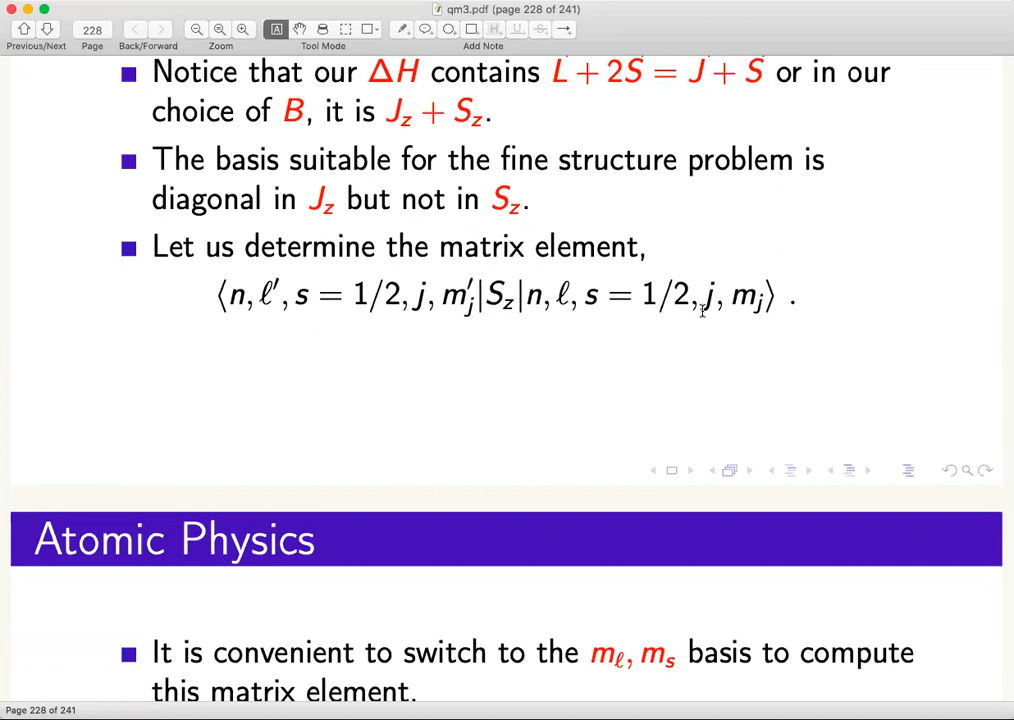 qm3.pdf (page 228 of 241)
228
A
H U S
Previous/Next Page Back/Forward Zoom Tool Mode Add Note
Notice that our ΔH contains L + 2S = J + S or in our
choice of B, it is J_z + S_z.
The basis suitable for the fine structure problem is
diagonal in J_z but not in S_z.
Let us determine the matrix element,
⟨n, ℓ′, s = 1/2, j, m′_j|S_z|n, ℓ, s = 1/2, j, m_j⟩ .
Atomic Physics
It is convenient to switch to the m_ℓ, m_s basis to compute
this matrix element.
Page 228 of 241